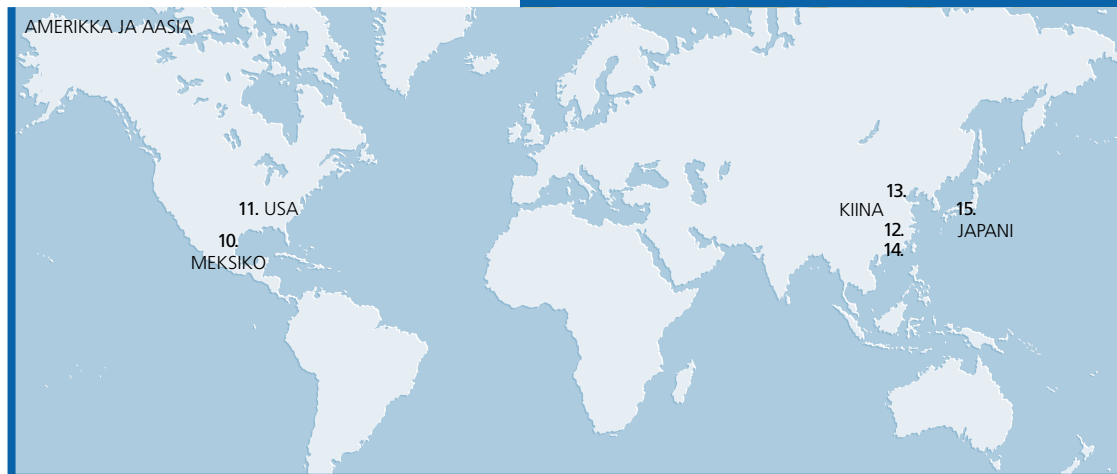 AMERIKKA JA AASIA
11. USA
10.
MEKSIKO
13.
KIINA
12.
14.
15.
JAPANI